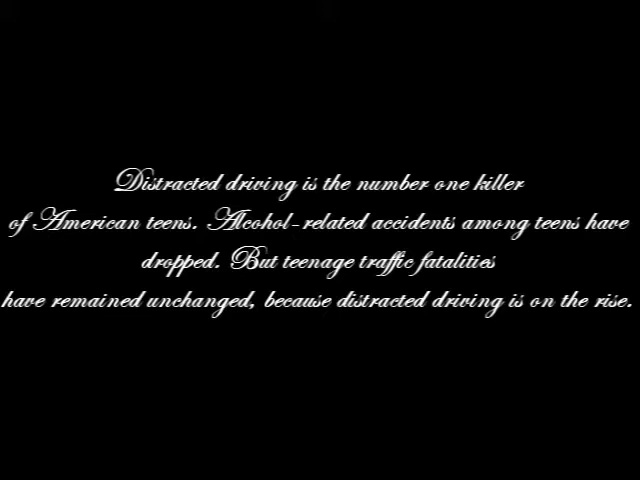 Distracted driving is the number one killer
of American teens. Alcohol-related accidents among teens have
dropped. But teenage traffic fatalities
have remained unchanged, because distracted driving is on the rise.